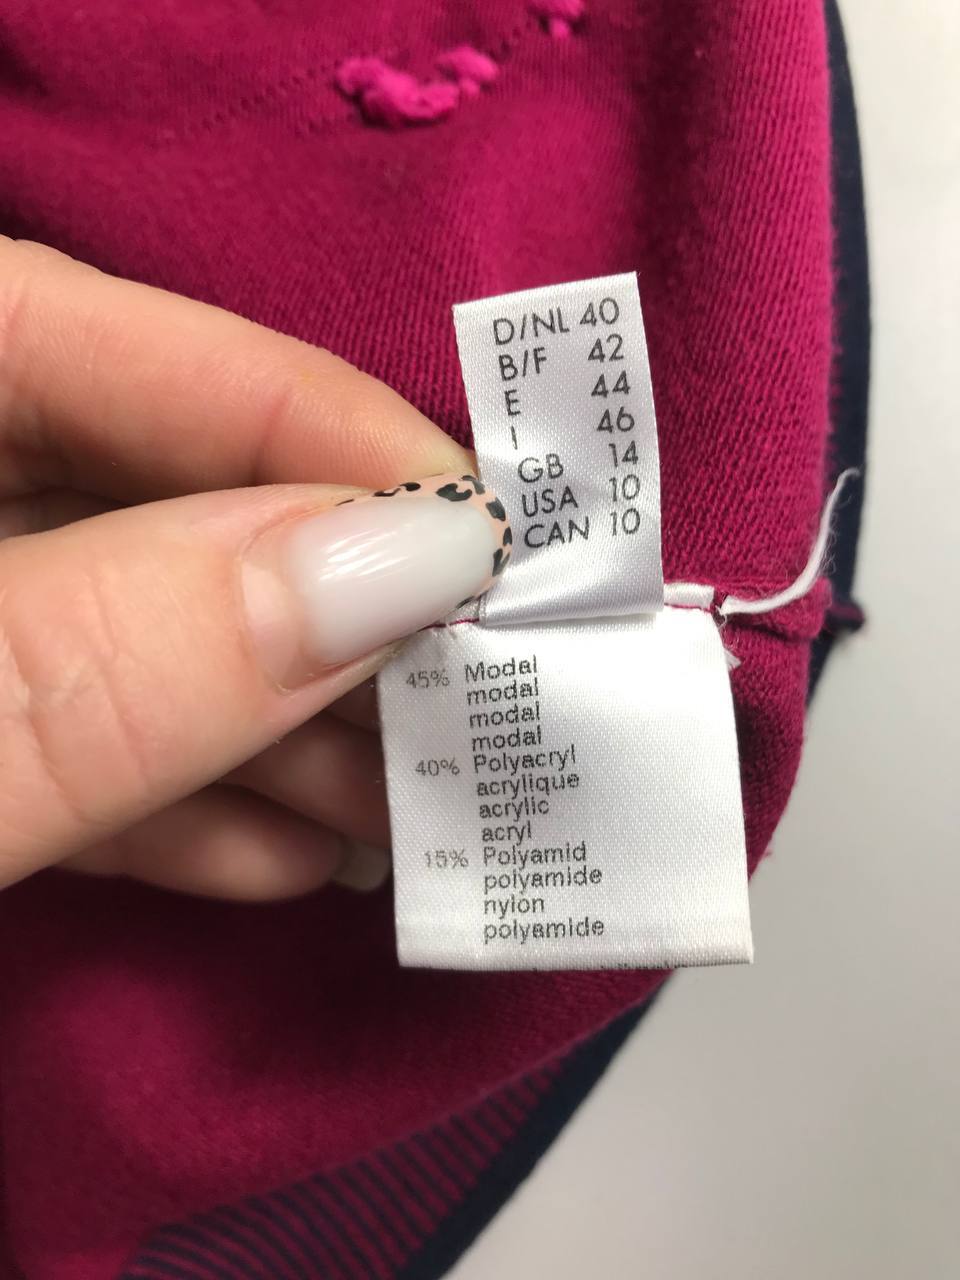 D/NL 40
B/F 42
E 44
I 46
GB 14
USA 10
CAN 10
45% Modal
modal
modal
modal
40% Polyacryl
acrylique
acrylic
acryl
15% Polyamid
polyamide
nylon
polyamide